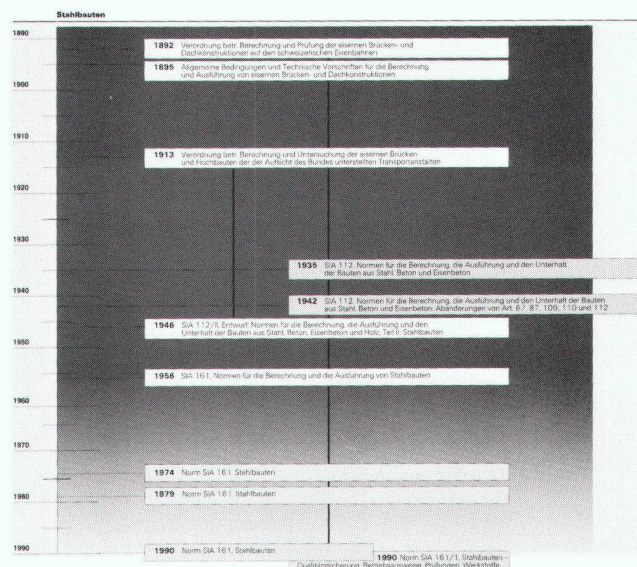 Stahlbauten
1890
1892 Verordnung betr. Berechnung und Prüfung der eisernen Brücken- und
Dachkonstruktionen auf den schweizerischen Eisenbahnen
1895 Allgemeine Bedingungen und Technische Vorschriften für die Berechnung
und Ausführung von eisernen Brücken- und Dachkonstruktionen
1900
1910
1913 Verordnung betr. Berechnung und Untersuchung der eisernen Brücken
und Hochbauten der der Aufsicht des Bundes unterstellten Transportanstalten
1920
1930
1935 SIA 112, Normen für die Berechnung, die Ausführung und den Unterhalt
der Bauten aus Stahl, Beton und Eisenbeton
1940
1942 SIA 112, Normen für die Berechnung, die Ausführung und den Unterhalt der Bauten
aus Stahl, Beton und Eisenbeton, Abänderungen von Art. 67, 87, 109, 110 und 112
1946 SIA 112/II, Entwurf: Normen für die Berechnung, die Ausführung und den
Unterhalt der Bauten aus Stahl, Beton, Eisenbeton und Holz, Teil II: Stahlbauten
1950
1956 SIA 161, Normen für die Berechnung und die Ausführung von Stahlbauten
1960
1970
1974 Norm SIA 161, Stahlbauten
1979 Norm SIA 161, Stahlbauten
1980
1990
1990 Norm SIA 161, Stahlbauten
1990 Norm SIA 161/1, Stahlbauten -
Qualitätssicherung, Betriebsausweise, Prüfungen, Werkstoffe